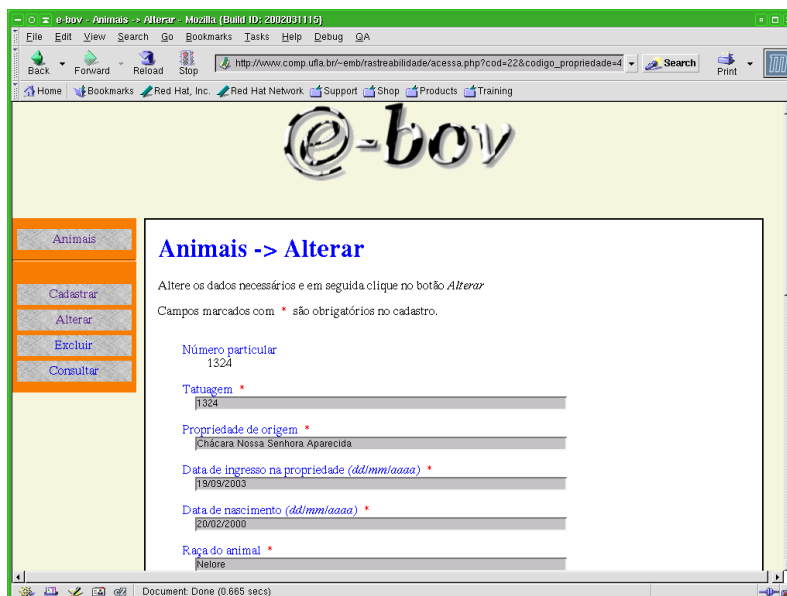 e-bov - Animais -> Alterar - Mozilla {Build ID: 2002031115}
File Edit View Search Go Bookmarks Tasks Help Debug QA
Back Forward Reload Stop http://www.comp.ufla.br/~emb/rastreabilidade/acessa.php?cod=22&codigo_propriedade=4 Search Print
Home Bookmarks Red Hat, Inc. Red Hat Network Support Shop Products Training
e-bov
Animais
Cadastrar
Alterar
Excluir
Consultar
Animais -> Alterar
Altere os dados necessários e em seguida clique no botão Alterar
Campos marcados com * são obrigatórios no cadastro.
Número particular
1324
Tatuagem *
1324
Propriedade de origem *
Chácara Nossa Senhora Aparecida
Data de ingresso na propriedade (dd/mm/aaaa) *
19/09/2003
Data de nascimento (dd/mm/aaaa) *
20/02/2000
Raça do animal *
Nelore
Document: Done (0.665 secs)